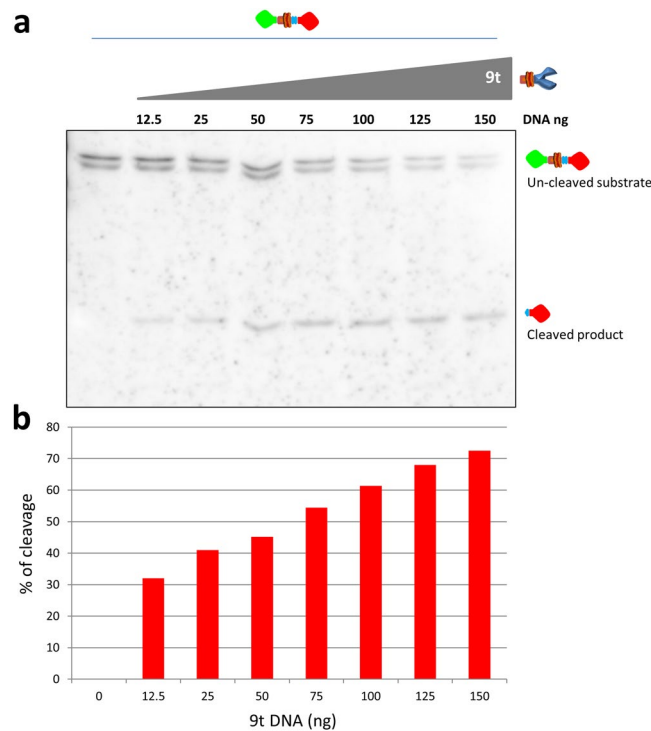 a
9t
12.5 25 50 75 100 125 150 DNA ng
Un-cleaved substrate
Cleaved product
b
80
70
60
50
40
30
20
10
0
% of cleavage
0 12.5 25 50 75 100 125 150
9t DNA (ng)